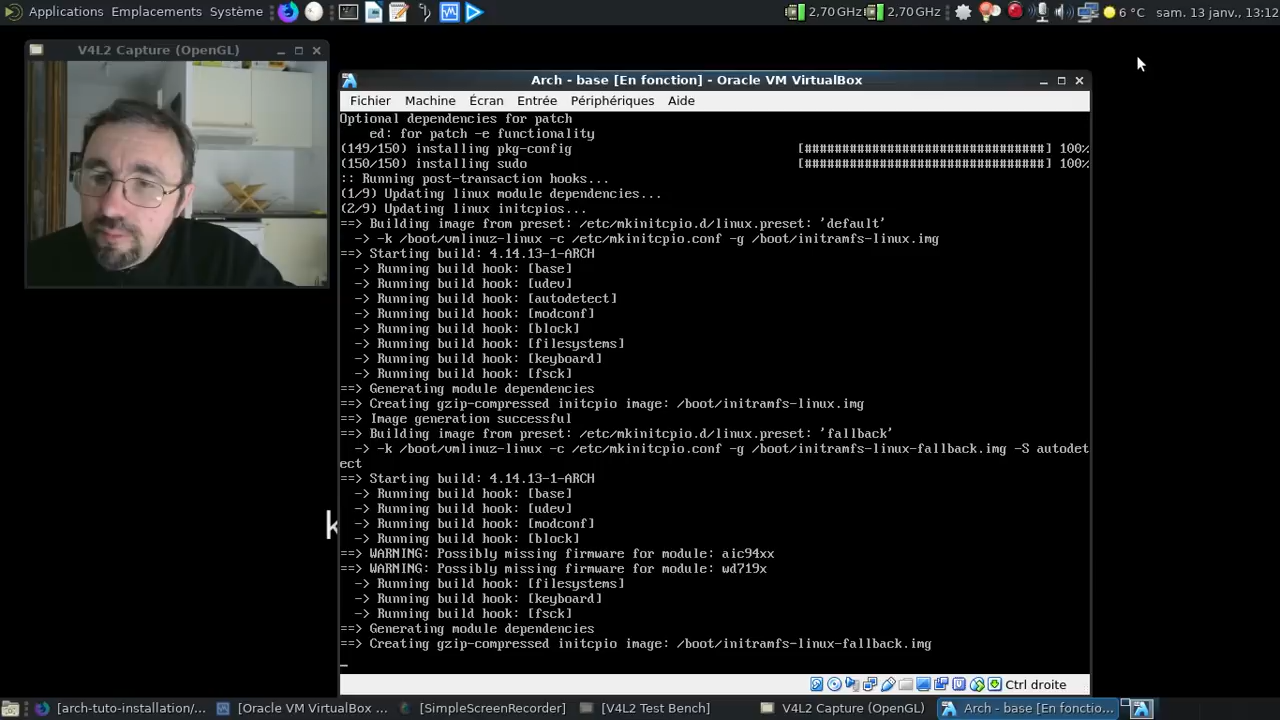 Applications Emplacements Système
2,70 GHz 2,70 GHz 6 °C sam. 13 janv., 13:12
V4L2 Capture (OpenGL)
Arch - base [En fonction] - Oracle VM VirtualBox
Fichier Machine Écran Entrée Périphériques Aide
Optional dependencies for patch
ed: for patch -e functionality
(149/150) installing pkg-config [################################] 100%
(150/150) installing sudo [################################] 100%
:: Running post-transaction hooks...
(1/9) Updating linux module dependencies...
(2/9) Updating linux initcpios...
==> Building image from preset: /etc/mkinitcpio.d/linux.preset: 'default'
-> -k /boot/vmlinuz-linux -c /etc/mkinitcpio.conf -g /boot/initramfs-linux.img
==> Starting build: 4.14.13-1-ARCH
-> Running build hook: [base]
-> Running build hook: [udev]
-> Running build hook: [autodetect]
-> Running build hook: [modconf]
-> Running build hook: [block]
-> Running build hook: [filesystems]
-> Running build hook: [keyboard]
-> Running build hook: [fsck]
==> Generating module dependencies
==> Creating gzip-compressed initcpio image: /boot/initramfs-linux.img
==> Image generation successful
==> Building image from preset: /etc/mkinitcpio.d/linux.preset: 'fallback'
-> -k /boot/vmlinuz-linux -c /etc/mkinitcpio.conf -g /boot/initramfs-linux-fallback.img -S autodet
ect
==> Starting build: 4.14.13-1-ARCH
-> Running build hook: [base]
-> Running build hook: [udev]
-> Running build hook: [modconf]
-> Running build hook: [block]
==> WARNING: Possibly missing firmware for module: aic94xx
==> WARNING: Possibly missing firmware for module: wd719x
-> Running build hook: [filesystems]
-> Running build hook: [keyboard]
-> Running build hook: [fsck]
==> Generating module dependencies
==> Creating gzip-compressed initcpio image: /boot/initramfs-linux-fallback.img
k
Ctrl droite
[arch-tuto-installation/... [Oracle VM VirtualBox ... [SimpleScreenRecorder] [V4L2 Test Bench] V4L2 Capture (OpenGL) Arch - base [En fonctio...